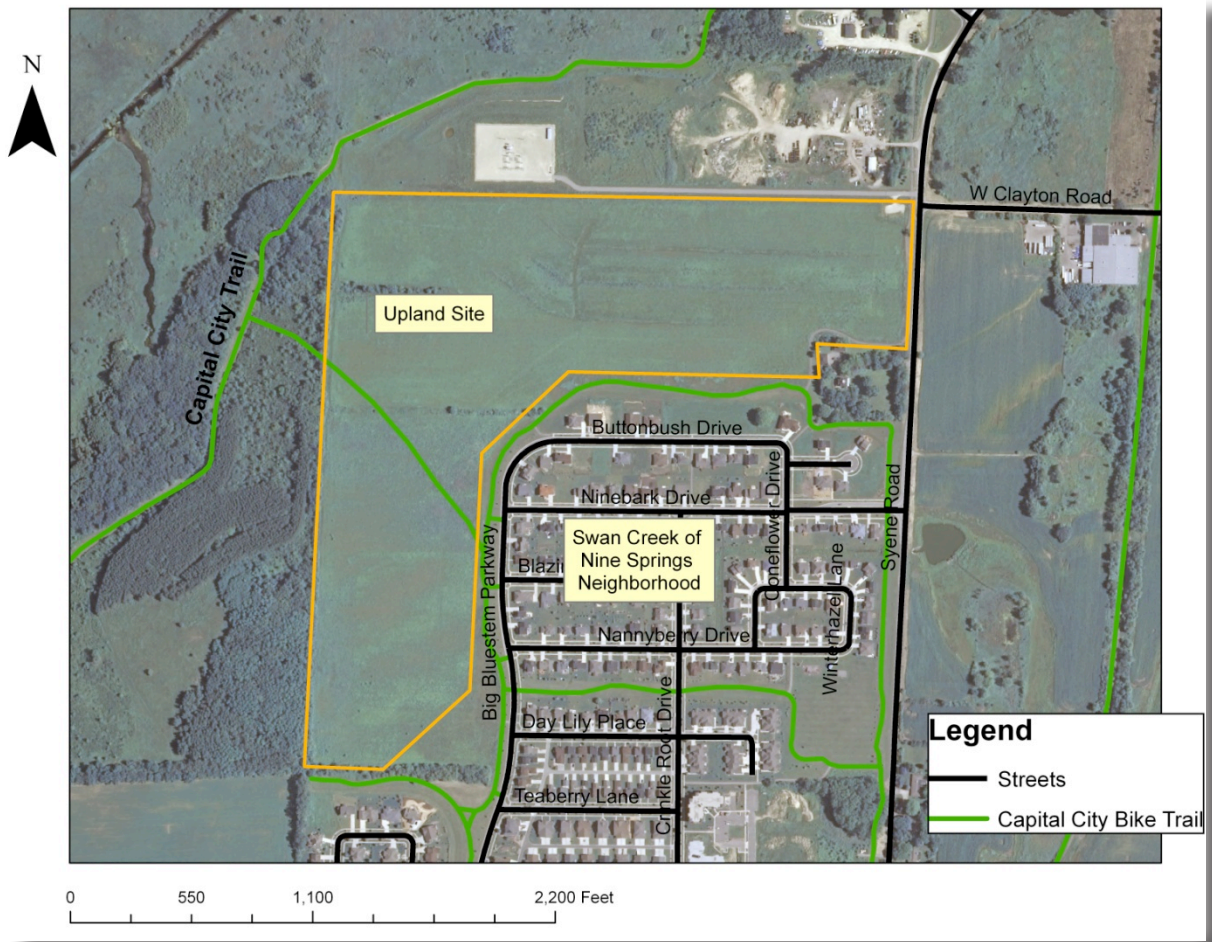 N
W Clayton Road
Capital City Trail
Upland Site
Buttonbush Drive
Ninebark Drive
Coneflower Drive
Syene Road
Swan Creek of
Nine Springs
Neighborhood
Big Bluestem Parkway
Blazin
Nannyberry Drive
Winterhazel Lane
Day Lily Place
Crinkle Root Drive
Teaberry Lane
Legend
Streets
Capital City Bike Trail
0 550 1,100 2,200 Feet